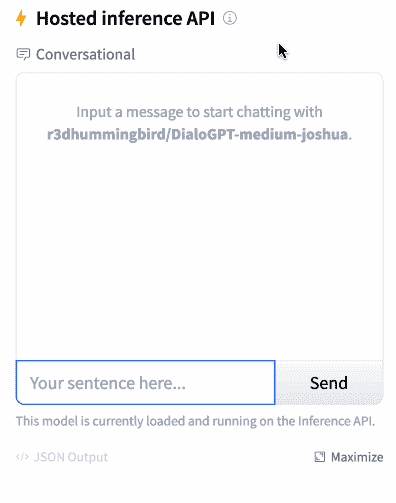 Hosted inference API
Conversational
Input a message to start chatting with
r3dhummingbird/DialoGPT-medium-joshua.
Your sentence here...
Send
This model is currently loaded and running on the Inference API.
</> JSON Output
Maximize